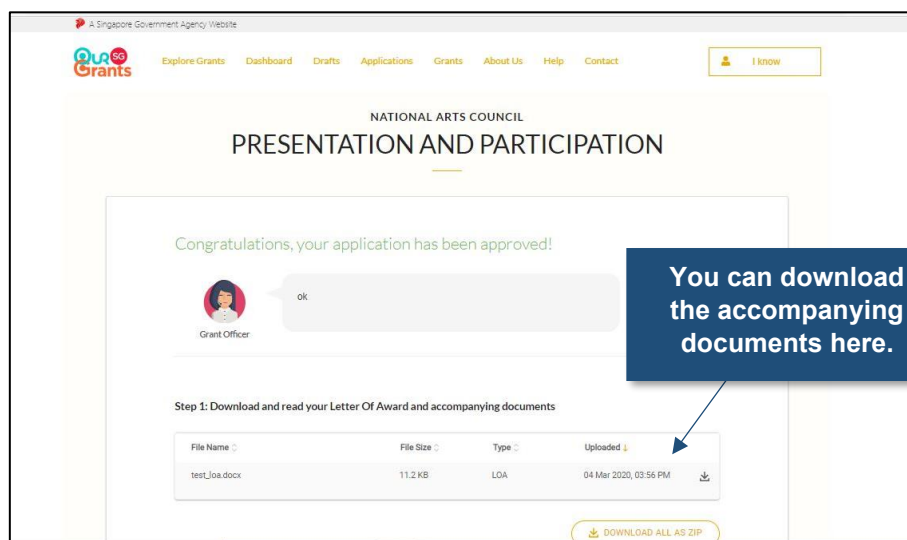 A Singapore Government Agency Website
OUR SG
Grants
Explore Grants Dashboard Drafts Applications Grants About Us Help Contact
I know
NATIONAL ARTS COUNCIL
PRESENTATION AND PARTICIPATION
Congratulations, your application has been approved!
ok
Grant Officer
You can download
the accompanying
documents here.
Step 1: Download and read your Letter Of Award and accompanying documents
File Name File Size Type Uploaded
test_loa.docx 11.2 KB LOA 04 Mar 2020, 03:56 PM
DOWNLOAD ALL AS ZIP